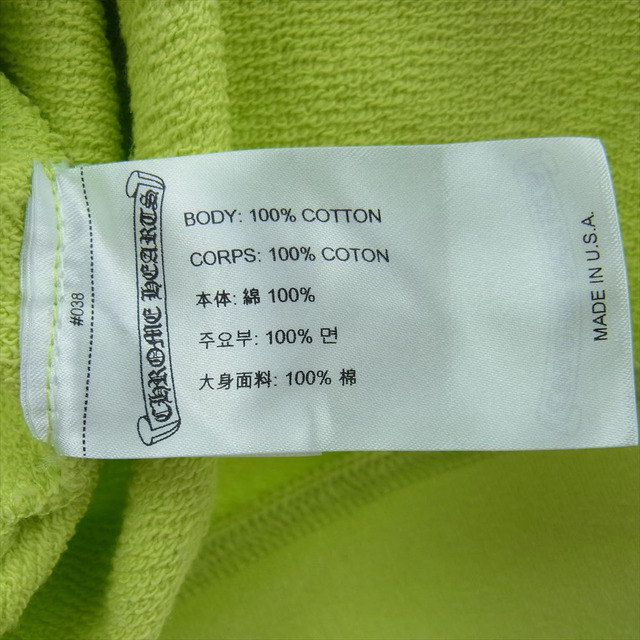 #038
CHROME HEARTS
BODY: 100% COTTON
CORPS: 100% COTON
本体: 綿 100%
주요부: 100% 면
大身面料: 100% 棉
MADE IN U.S.A.